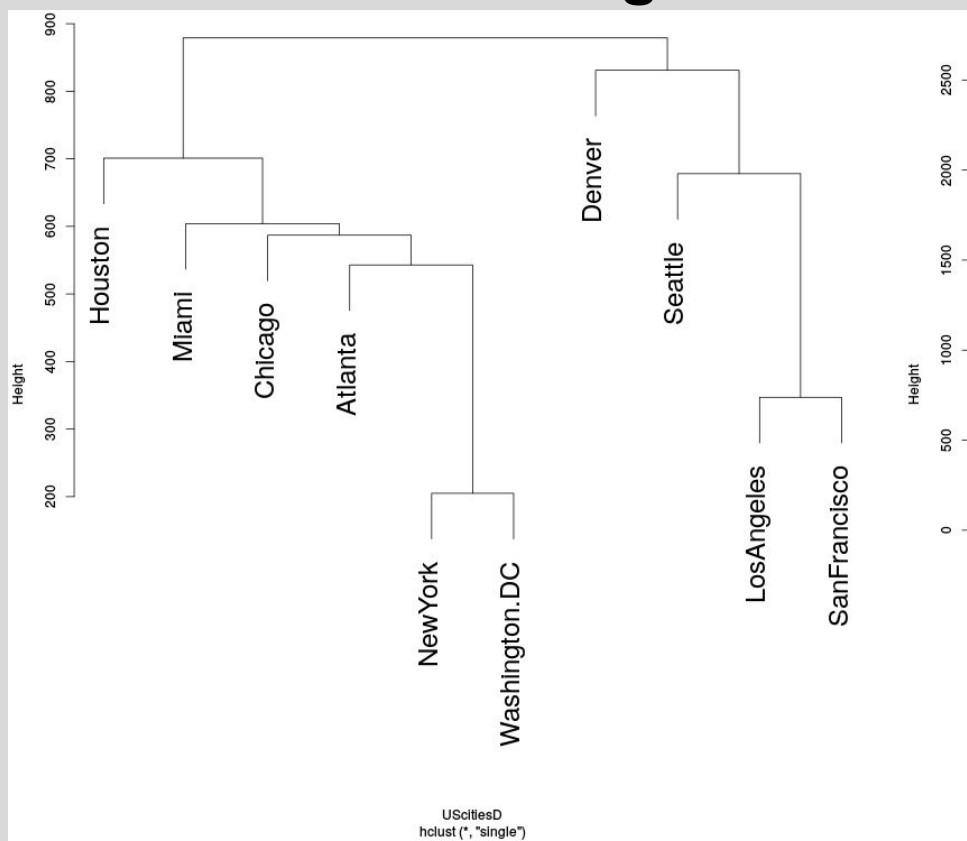 900
800
700
600
500
400
300
200
Height
Houston
Miami
Chicago
Atlanta
NewYork
Washington.DC
Denver
Seattle
LosAngeles
SanFrancisco
UScitiesD
hclust (*, "single")
2500
2000
1500
1000
500
0
Height